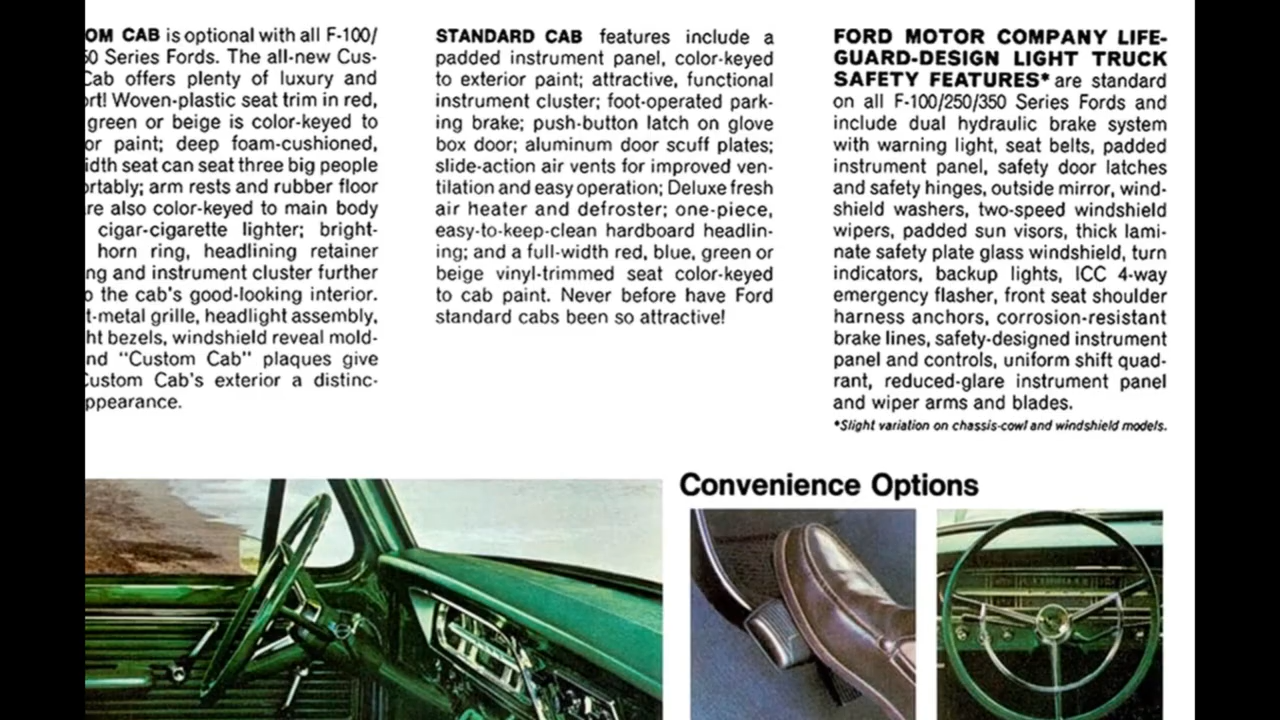 OM CAB is optional with all F-100/
50 Series Fords. The all-new Cus-
Cab offers plenty of luxury and
ort! Woven-plastic seat trim in red,
green or beige is color-keyed to
or paint; deep foam-cushioned,
idth seat can seat three big people
ortably; arm rests and rubber floor
are also color-keyed to main body
cigar-cigarette lighter; bright-
horn ring, headlining retainer
ng and instrument cluster further
o the cab's good-looking interior.
t-metal grille, headlight assembly,
ht bezels, windshield reveal mold-
nd "Custom Cab" plaques give
Custom Cab's exterior a distinc-
ppearance.
STANDARD CAB features include a
padded instrument panel, color-keyed
to exterior paint; attractive, functional
instrument cluster; foot-operated park-
ing brake; push-button latch on glove
box door; aluminum door scuff plates;
slide-action air vents for improved ven-
tilation and easy operation; Deluxe fresh
air heater and defroster; one-piece,
easy-to-keep-clean hardboard headlin-
ing; and a full-width red, blue, green or
beige vinyl-trimmed seat color-keyed
to cab paint. Never before have Ford
standard cabs been so attractive!
FORD MOTOR COMPANY LIFE-
GUARD-DESIGN LIGHT TRUCK
SAFETY FEATURES* are standard
on all F-100/250/350 Series Fords and
include dual hydraulic brake system
with warning light, seat belts, padded
instrument panel, safety door latches
and safety hinges, outside mirror, wind-
shield washers, two-speed windshield
wipers, padded sun visors, thick lami-
nate safety plate glass windshield, turn
indicators, backup lights, ICC 4-way
emergency flasher, front seat shoulder
harness anchors, corrosion-resistant
brake lines, safety-designed instrument
panel and controls, uniform shift quad-
rant, reduced-glare instrument panel
and wiper arms and blades.
*Slight variation on chassis-cowl and windshield models.
Convenience Options